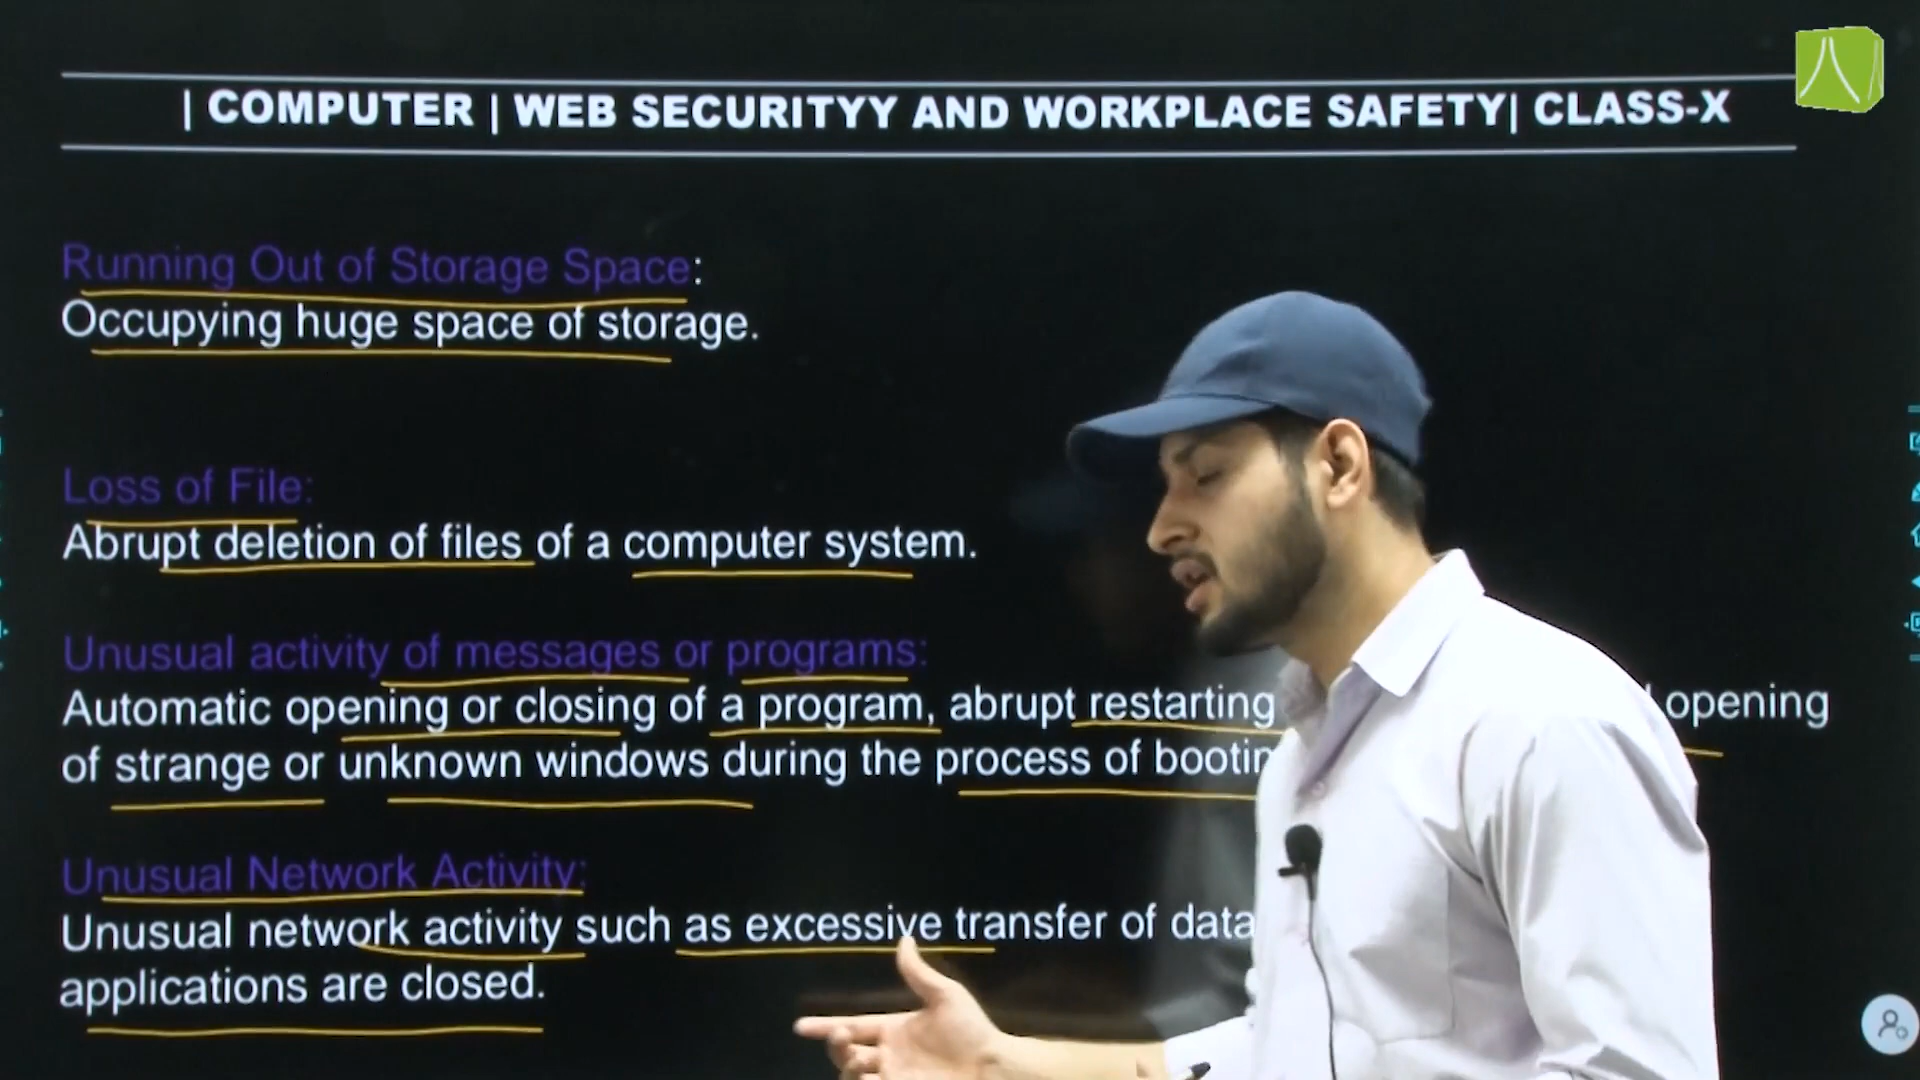 | COMPUTER | WEB SECURITYY AND WORKPLACE SAFETY| CLASS-X
Running Out of Storage Space:
Occupying huge space of storage.
Loss of File:
Abrupt deletion of files of a computer system.
Unusual activity of messages or programs:
Automatic opening or closing of a program, abrupt restarting opening
of strange or unknown windows during the process of
Unusual Network Activity:
Unusual network activity such as excessive transfer of data
applications are closed.